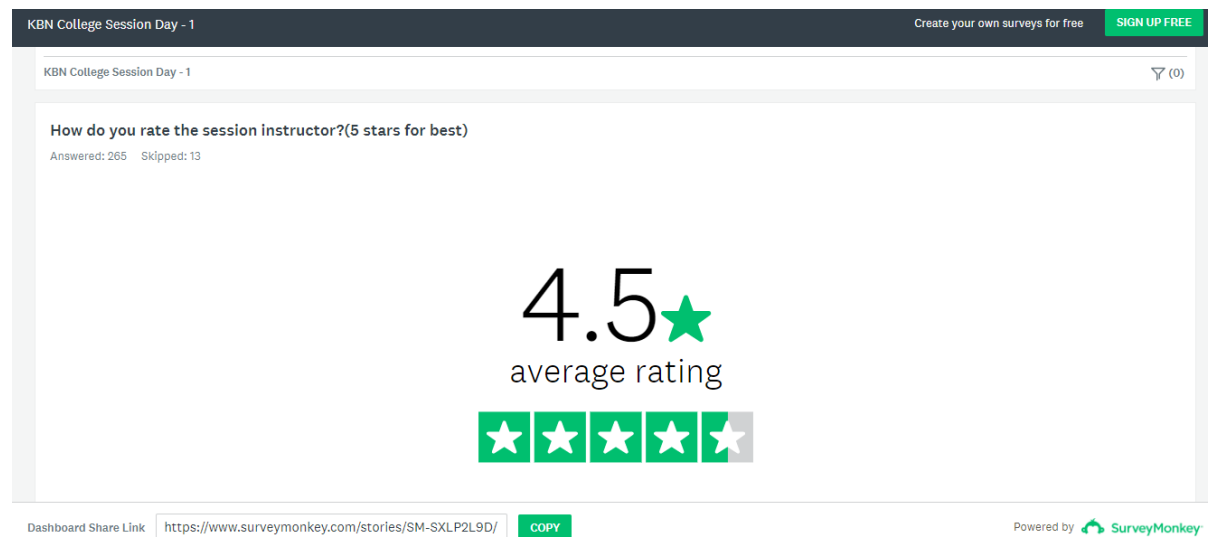 KBN College Session Day - 1
Create your own surveys for free
SIGN UP FREE
KBN College Session Day - 1
(0)
How do you rate the session instructor?(5 stars for best)
Answered: 265 Skipped: 13
4.5
average rating
Dashboard Share Link https://www.surveymonkey.com/stories/SM-SXLP2L9D/ COPY
Powered by SurveyMonkey